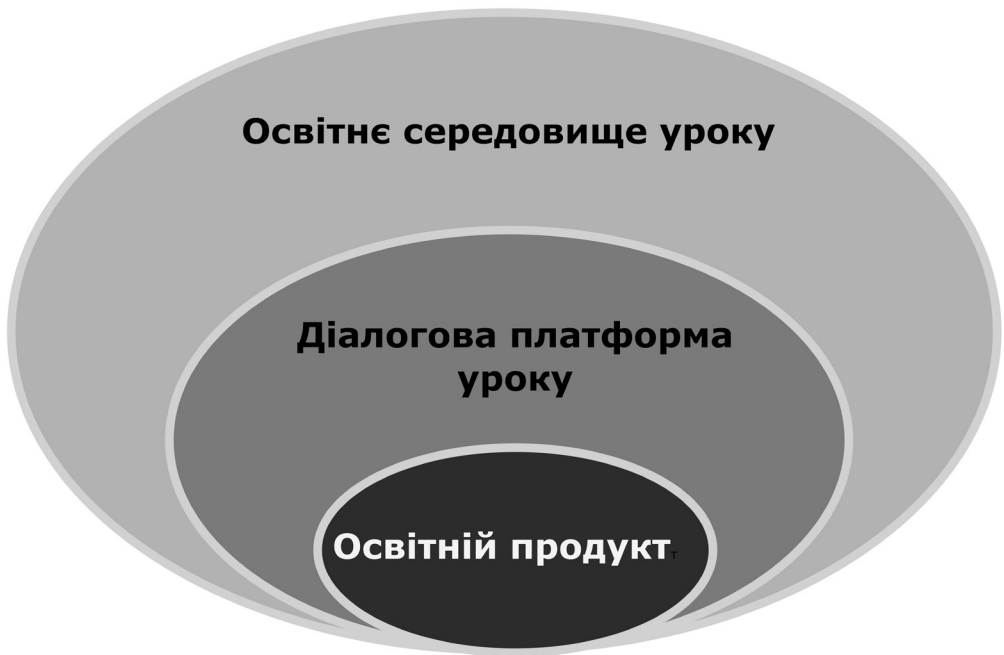 Освітнє середовище уроку
Діалогова платформа
уроку
Освітній продукт т